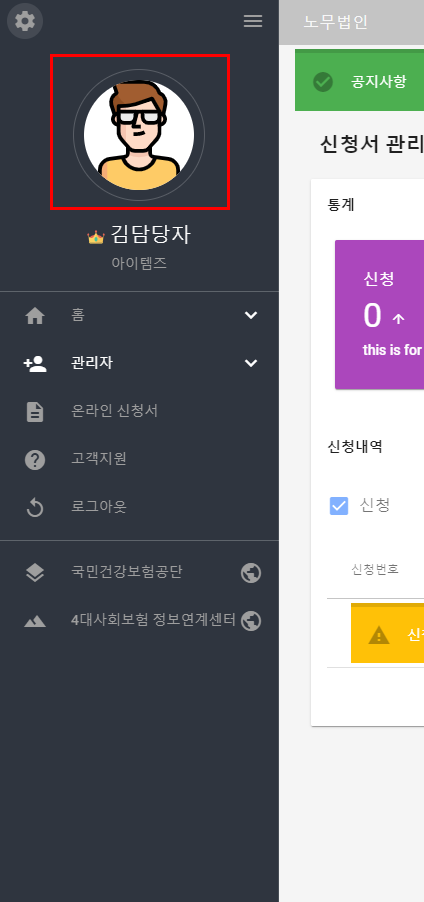 노무법인
공지사항
김담당자
아이템즈
홈
관리자
온라인 신청서
고객지원
로그아웃
국민건강보험공단
4대사회보험 정보연계센터
신청서 관리
통계
신청
0
this is for
신청내역
신청
신청번호